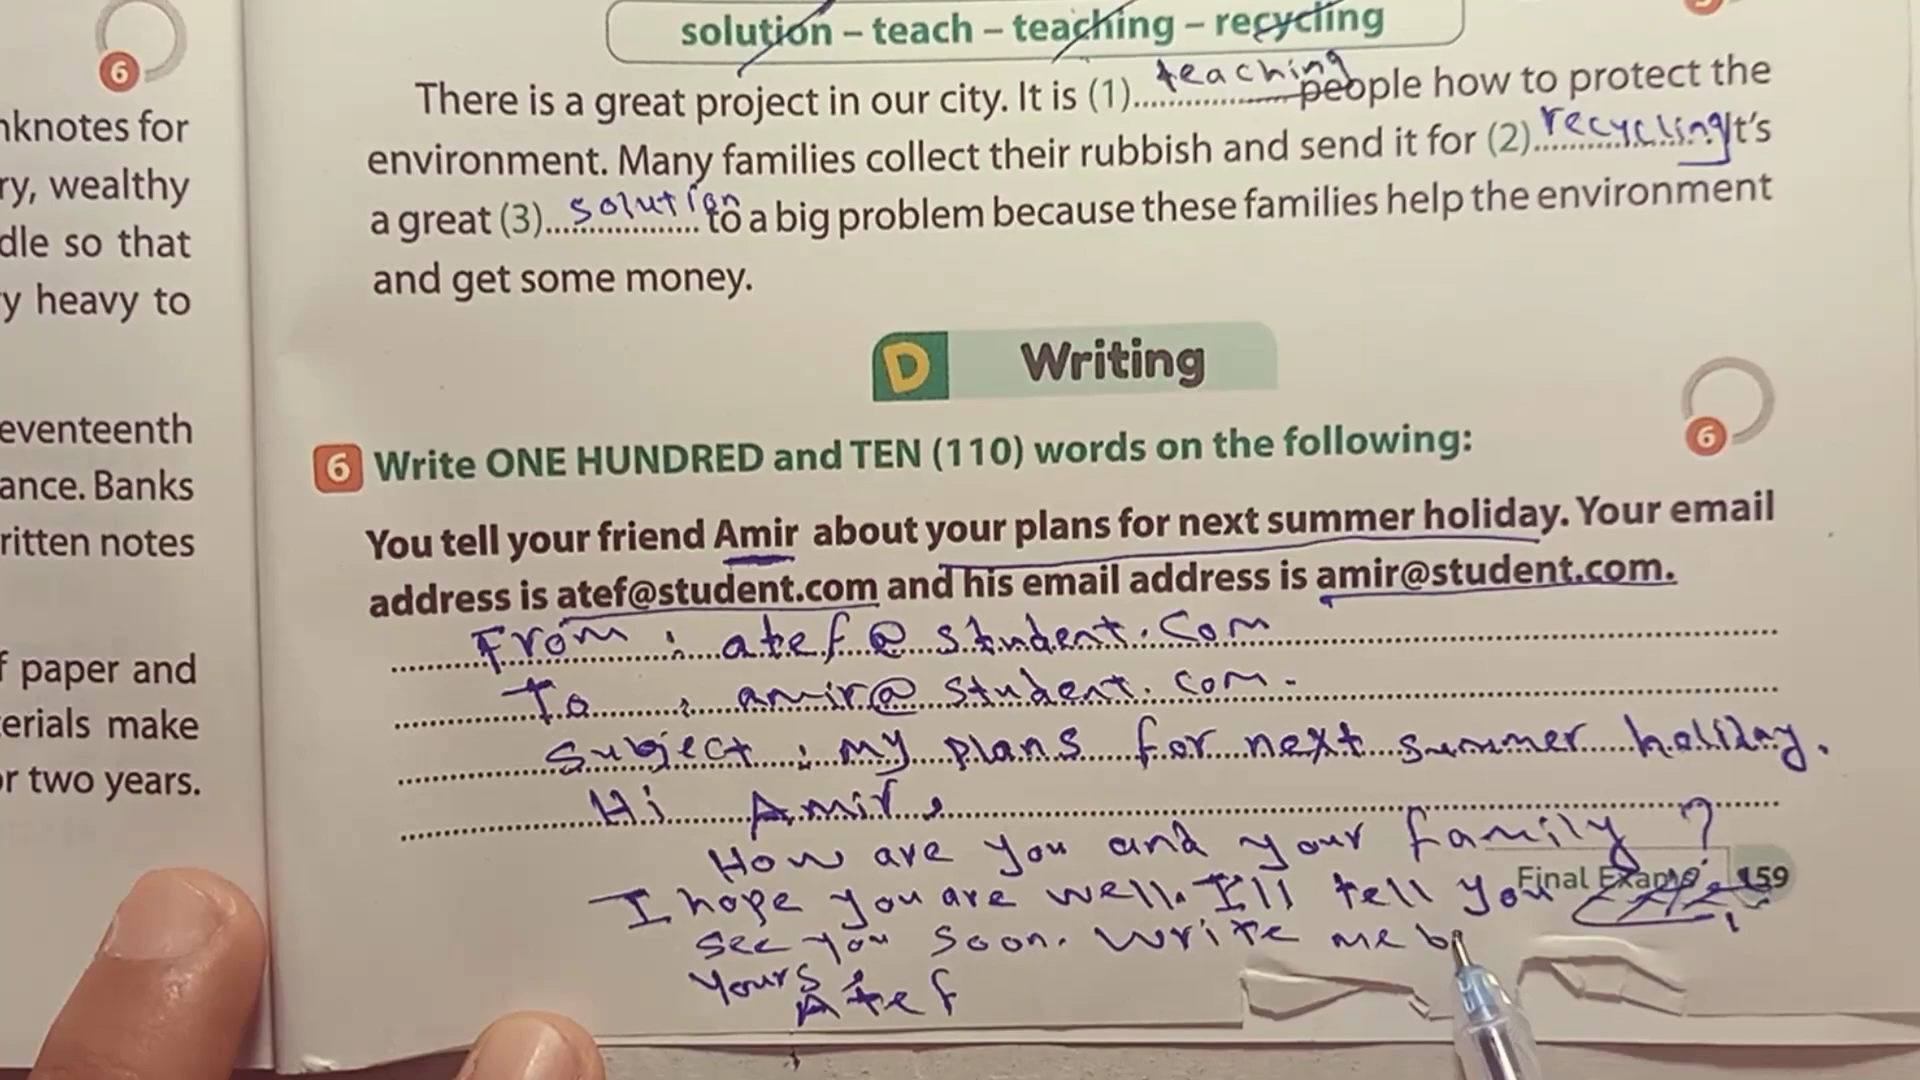 6
nknotes for
ry, wealthy
dle so that
y heavy to
eventeenth
ance. Banks
ritten notes
f paper and
terials make
or two years.
solution – teach – teaching – recycling
There is a great project in our city. It is (1) teaching people how to protect the
environment. Many families collect their rubbish and send it for (2) recycling It's
a great (3) solution to a big problem because these families help the environment
and get some money.
D Writing
6
6 Write ONE HUNDRED and TEN (110) words on the following:
You tell your friend Amir about your plans for next summer holiday. Your email
address is atef@student.com and his email address is amir@student.com.
From : atef@student.com
To : amir@student.com.
Subject : my plans for next summer holiday.
Hi Amir,
How are you and your family?
I hope you are well. I'll tell you
Final Exams 159
see you soon. Write me b
Yours
Atef